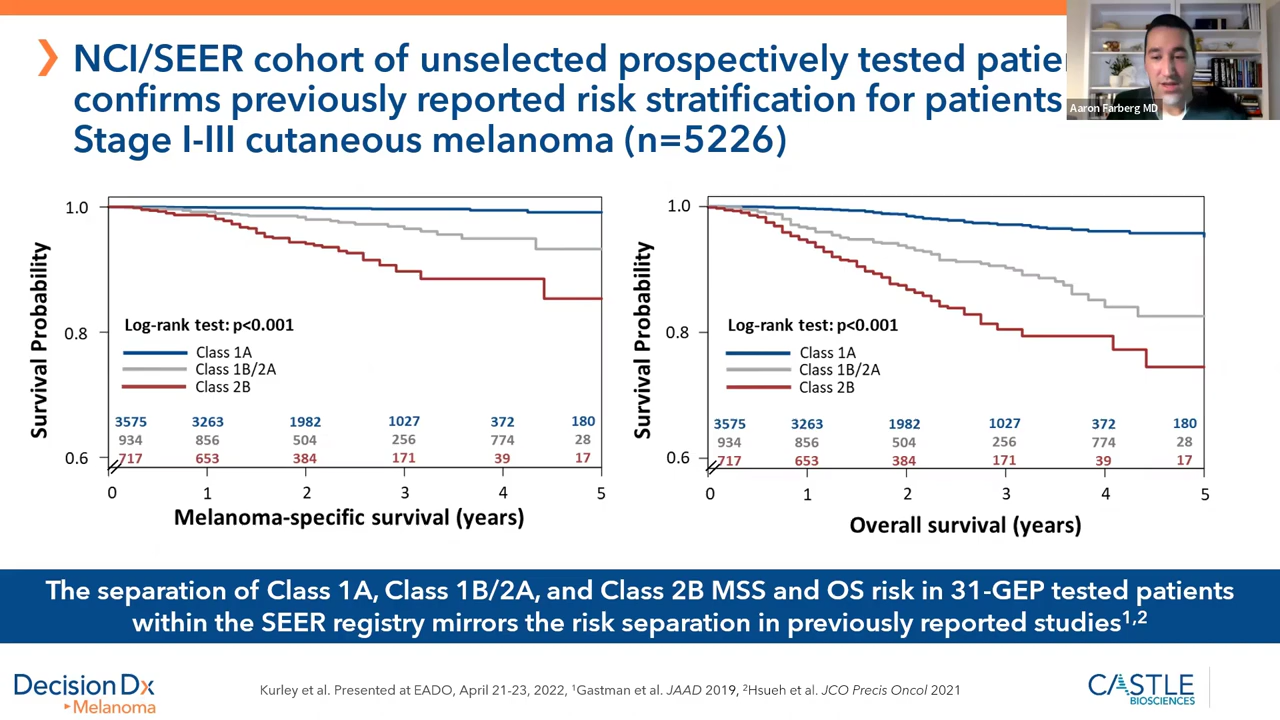 NCI/SEER cohort of unselected prospectively tested
confirms previously reported risk stratification for patients
Stage I-III cutaneous melanoma (n=5226)
Aaron Farberg MD
Survival Probability
1.0
0.8
0.6
Log-rank test: p<0.001
Class 1A
Class 1B/2A
Class 2B
3575 3263 1982 1027 372 180
934 856 504 256 774 28
717 653 384 171 39 17
0 1 2 3 4 5
Melanoma-specific survival (years)
Survival Probability
1.0
0.8
0.6
Log-rank test: p<0.001
Class 1A
Class 1B/2A
Class 2B
3575 3263 1982 1027 372 180
934 856 504 256 774 28
717 653 384 171 39 17
0 1 2 3 4 5
Overall survival (years)
The separation of Class 1A, Class 1B/2A, and Class 2B MSS and OS risk in 31-GEP tested patients
within the SEER registry mirrors the risk separation in previously reported studies1,2
DecisionDx
Melanoma
Kurley et al. Presented at EADO, April 21-23, 2022, 1Gastman et al. JAAD 2019, 2Hsueh et al. JCO Precis Oncol 2021
CASTLE
BIOSCIENCES